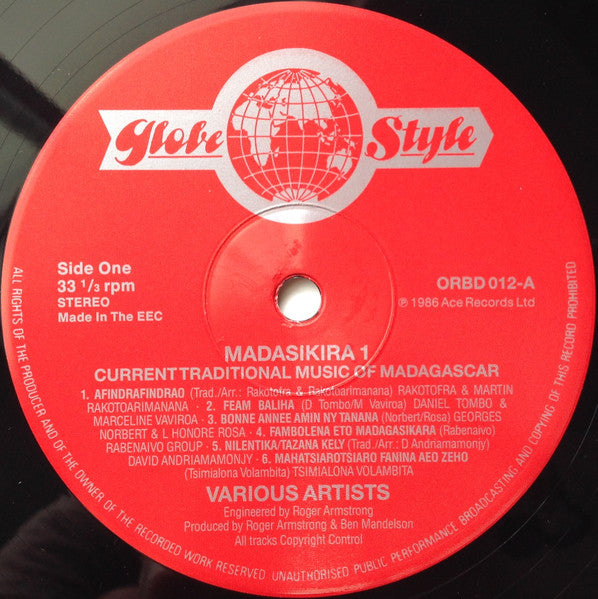 Globe Style
Side One
33 1/3 rpm
STEREO
Made in The EEC
ORBD 012-A
℗ 1986 Ace Records Ltd
MADASIKIRA 1
CURRENT TRADITIONAL MUSIC OF MADAGASCAR
1. AFINDRAFINDRAO (Trad./Arr.: Rakotofra & Rakotoarimanana) RAKOTOFRA & MARTIN
RAKOTOARIMANANA · 2. FEAM BALIHA (D Tombo/M Vaviroa) DANIEL TOMBO &
MARCELINE VAVIROA · 3. BONNE ANNEE AMIN NY TANANA (Norbert/Rosa) GEORGES
NORBERT & L HONORE ROSA · 4. FAMBOLENA ETO MADAGASIKARA (Rabenaivo)
RABENAIVO GROUP · 5. NILENTIKA/TAZANA KELY (Trad./Arr.: D Andriamamonjy)
DAVID ANDRIAMAMONJY · 6. MAHATSIAROTSIARO FANINA AEO ZEHO
(Tsimialona Volambita) TSIMIALONA VOLAMBITA
VARIOUS ARTISTS
Engineered by Roger Armstrong
Produced by Roger Armstrong & Ben Mandelson
All tracks Copyright Control
ALL RIGHTS OF THE PRODUCER AND OF THE OWNER OF THE RECORDED WORK RESERVED. UNAUTHORISED PUBLIC PERFORMANCE BROADCASTING AND COPYING OF THIS RECORD PROHIBITED